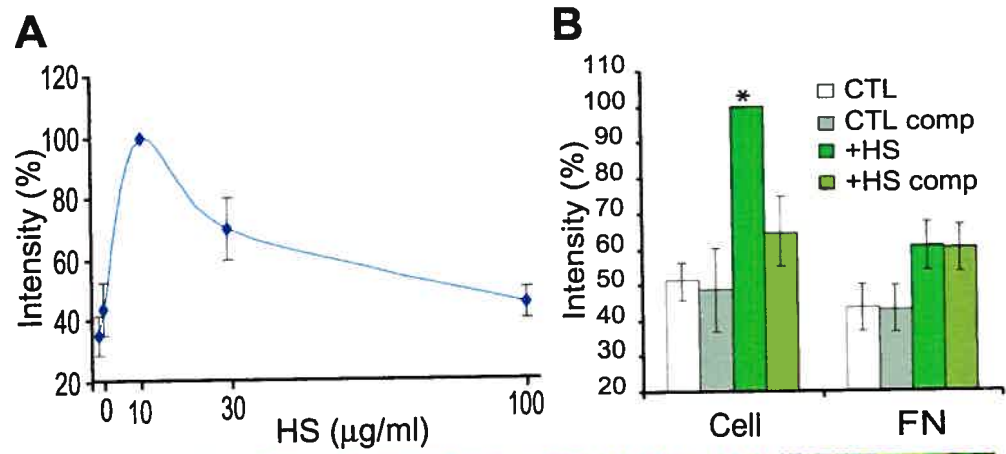 A
Intensity (%)
120
100
80
60
40
20
0 10 30 100
HS (µg/ml)
B
Intensity (%)
110
100
90
80
70
60
50
40
30
20
*
CTL
CTL comp
+HS
+HS comp
Cell FN